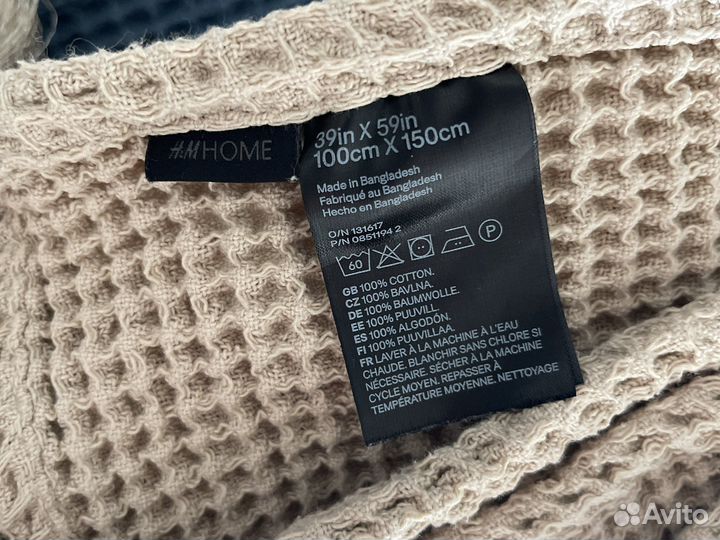 H&M HOME
39in X 59in
100cm X 150cm
Made in Bangladesh
Fabriqué au Bangladesh
Hecho en Bangladesh
O/N 131617
P/N 0851194 2
60 P
GB 100% COTTON.
CZ 100% BAVLNA.
DE 100% BAUMWOLLE.
EE 100% PUUVILL.
ES 100% ALGODÓN.
FI 100% PUUVILLAA.
FR LAVER À LA MACHINE À L'EAU
CHAUDE. BLANCHIR SANS CHLORE SI
NÉCESSAIRE. SÉCHER À LA MACHINE
CYCLE MOYEN. REPASSER À
TEMPÉRATURE MOYENNE. NETTOYAGE
Avito